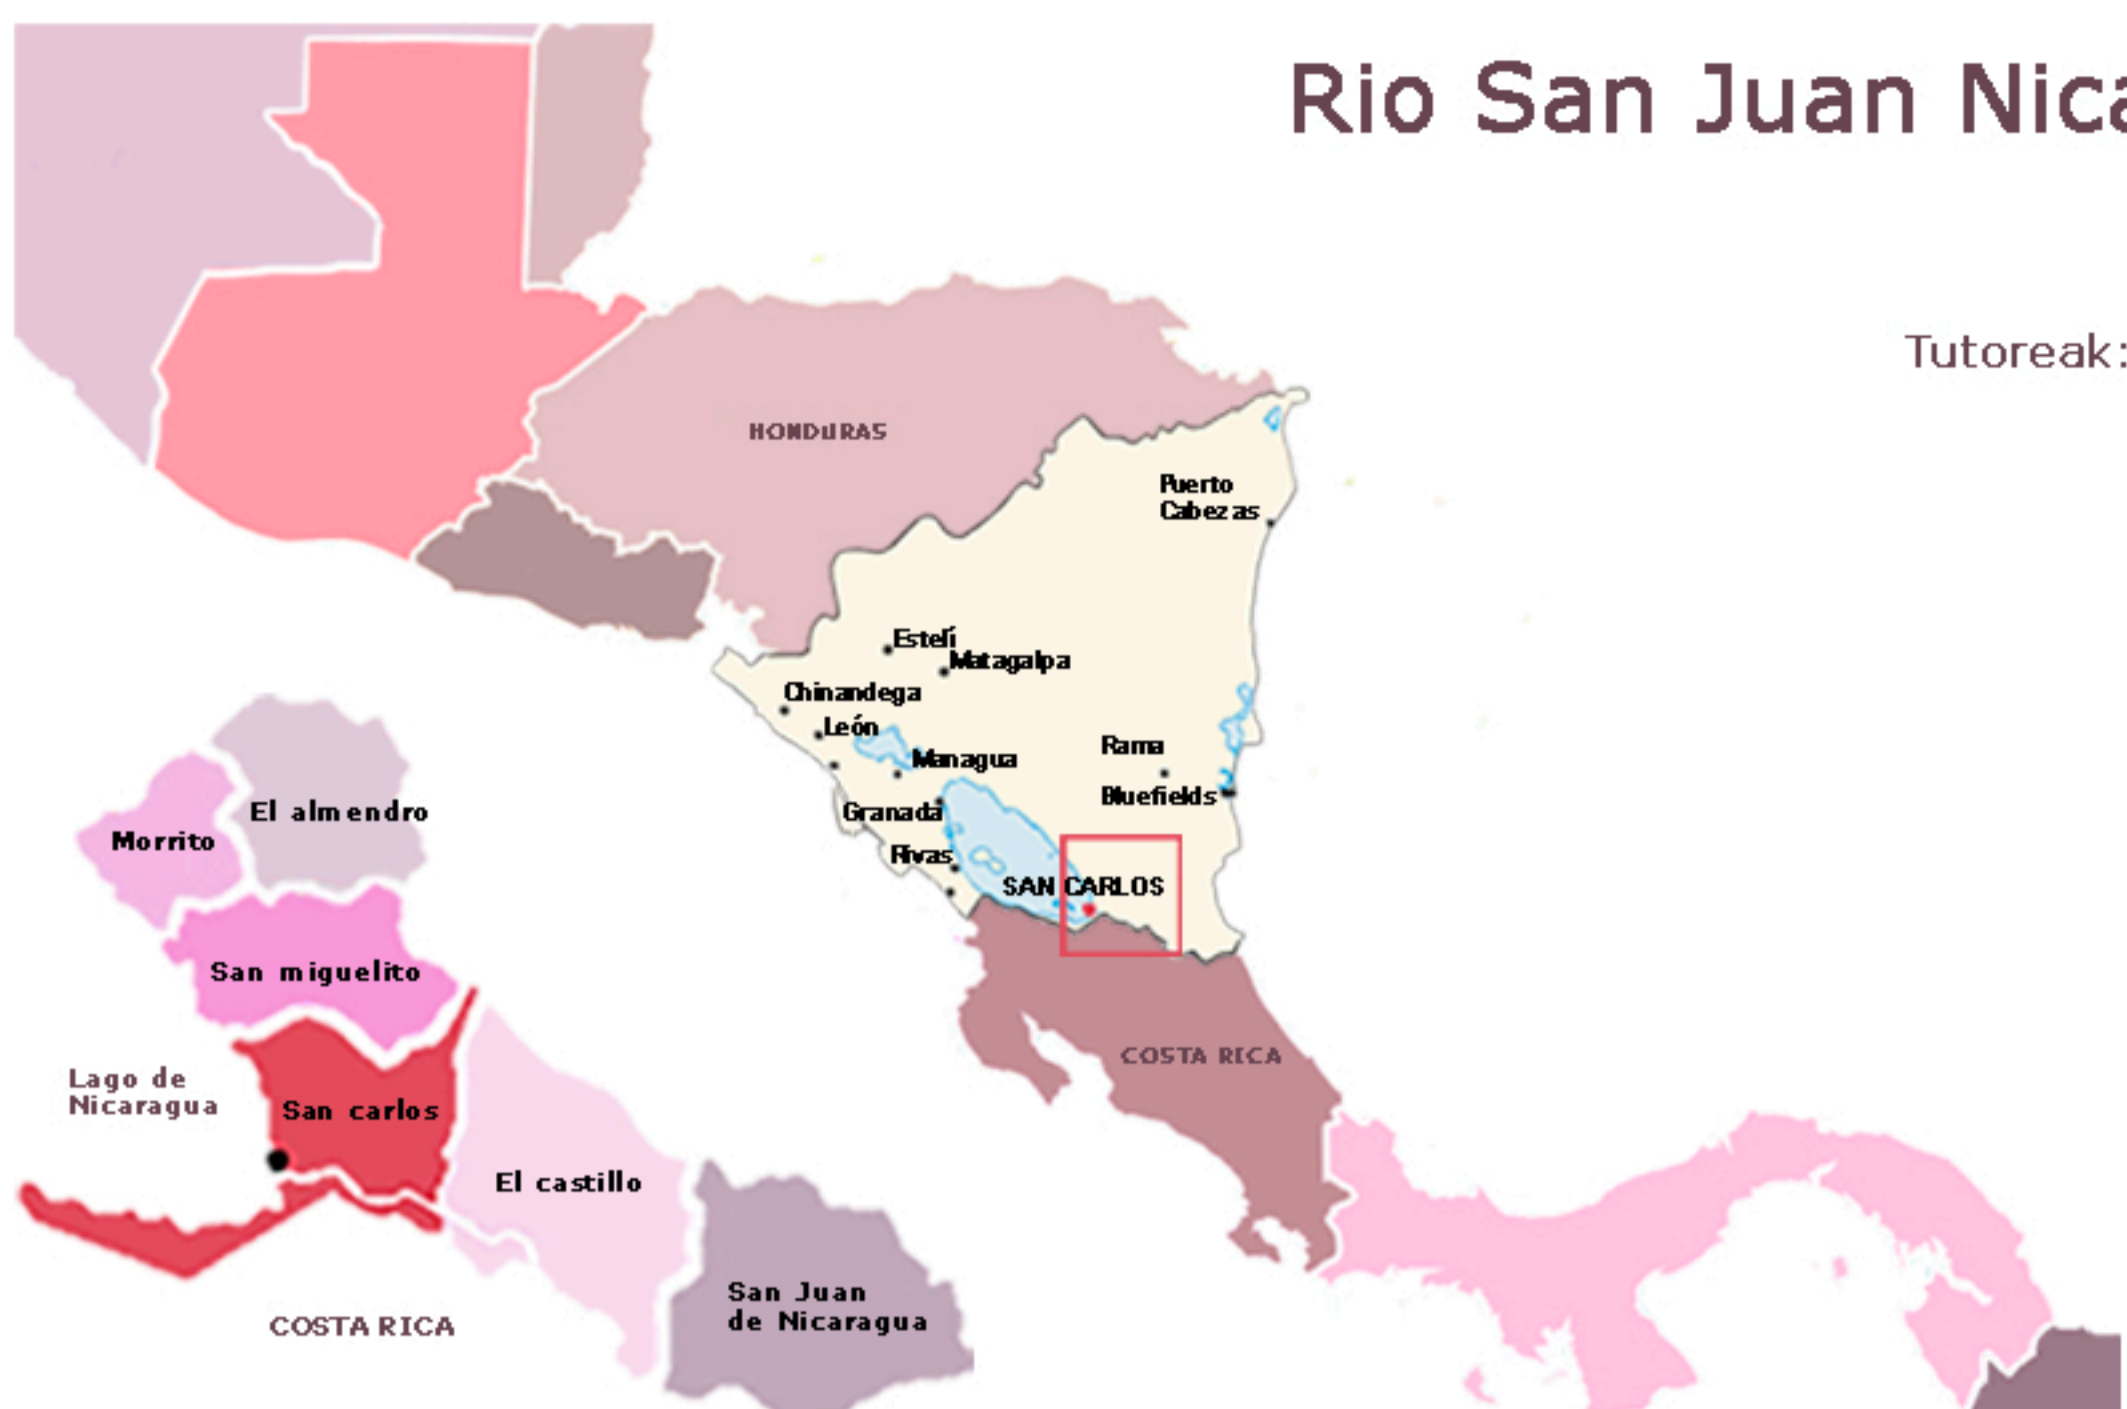 Rio San Juan Nica
Tutoreak:
HONDURAS
Puerto
Cabezas
Estelí
Matagalpa
Chinandega
León
Managua
Rama
Bluefields
Granada
Rivas
SAN CARLOS
COSTA RICA
El almendro
Morrito
San miguelito
Lago de
Nicaragua
San carlos
El castillo
San Juan
de Nicaragua
COSTA RICA